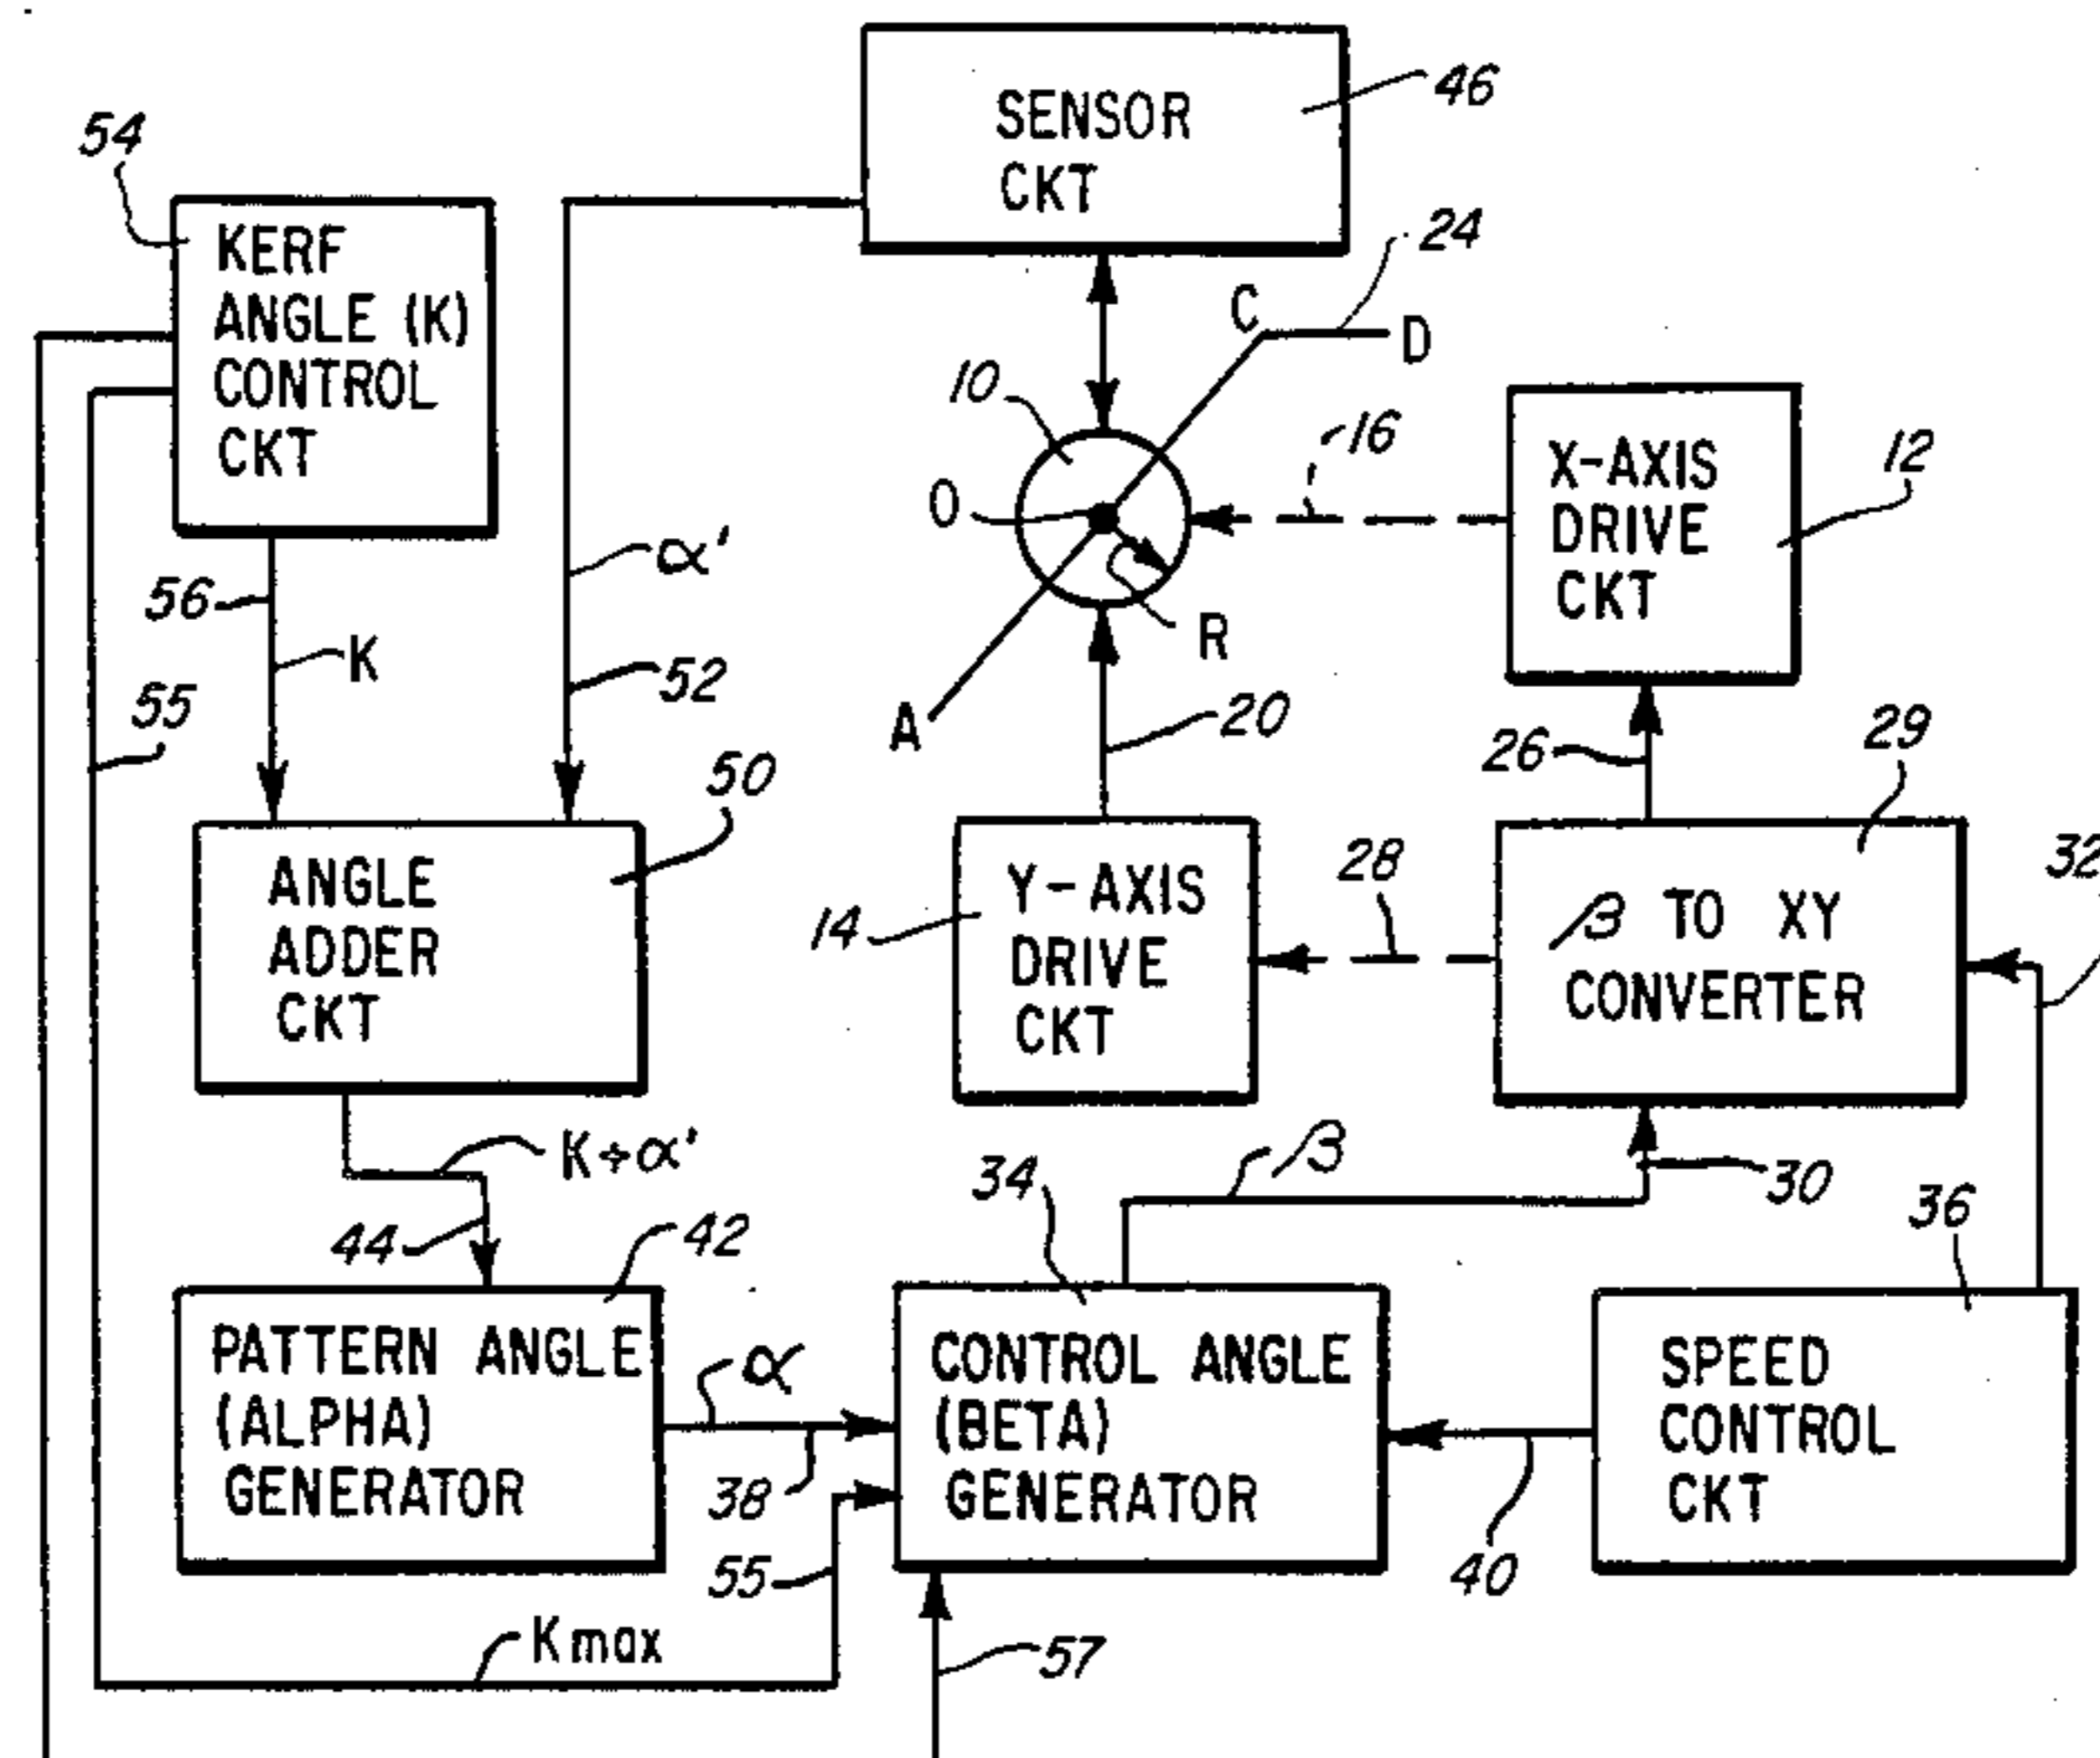 SENSOR
CKT
46
54
KERF
ANGLE (K)
CONTROL
CKT
24
C
D
10
O
16
X-AXIS
DRIVE
CKT
12
α'
56
K
R
52
A
20
55
26
29
50
32
ANGLE
ADDER
CKT
14
Y-AXIS
DRIVE
CKT
28
β TO XY
CONVERTER
K+α'
34
β
30
36
44
42
PATTERN ANGLE
(ALPHA)
GENERATOR
α
38
CONTROL ANGLE
(BETA)
GENERATOR
SPEED
CONTROL
CKT
40
55
Kmax
57